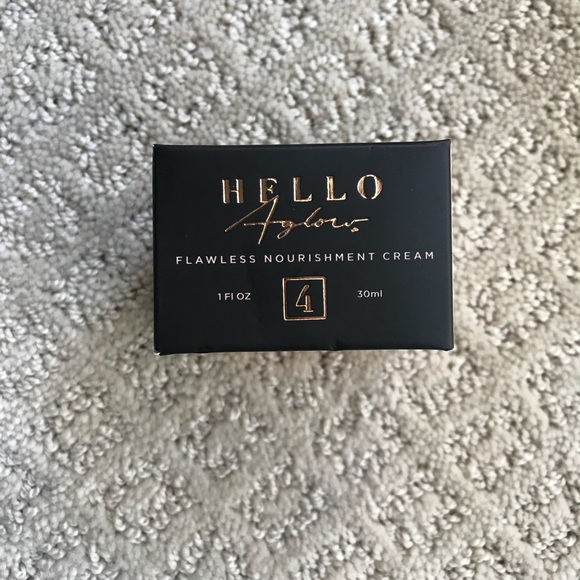 HELLO
Aglow
FLAWLESS NOURISHMENT CREAM
1 Fl OZ 4 30ml